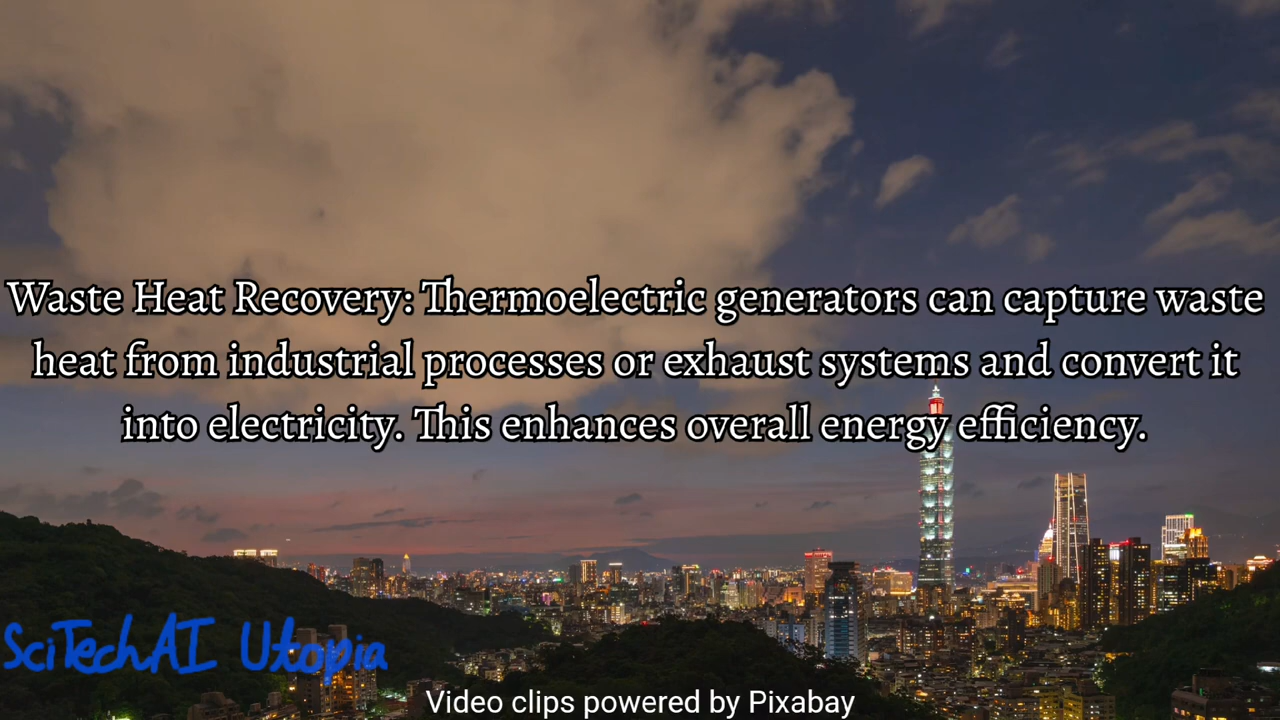 Waste Heat Recovery: Thermoelectric generators can capture waste
heat from industrial processes or exhaust systems and convert it
into electricity. This enhances overall energy efficiency.
SciTechAI Utopia
Video clips powered by Pixabay